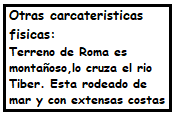 Otras carcateristicas
fisicas:
Terreno de Roma es
montañoso,lo cruza el rio
Tiber. Esta rodeado de
mar y con extensas costas